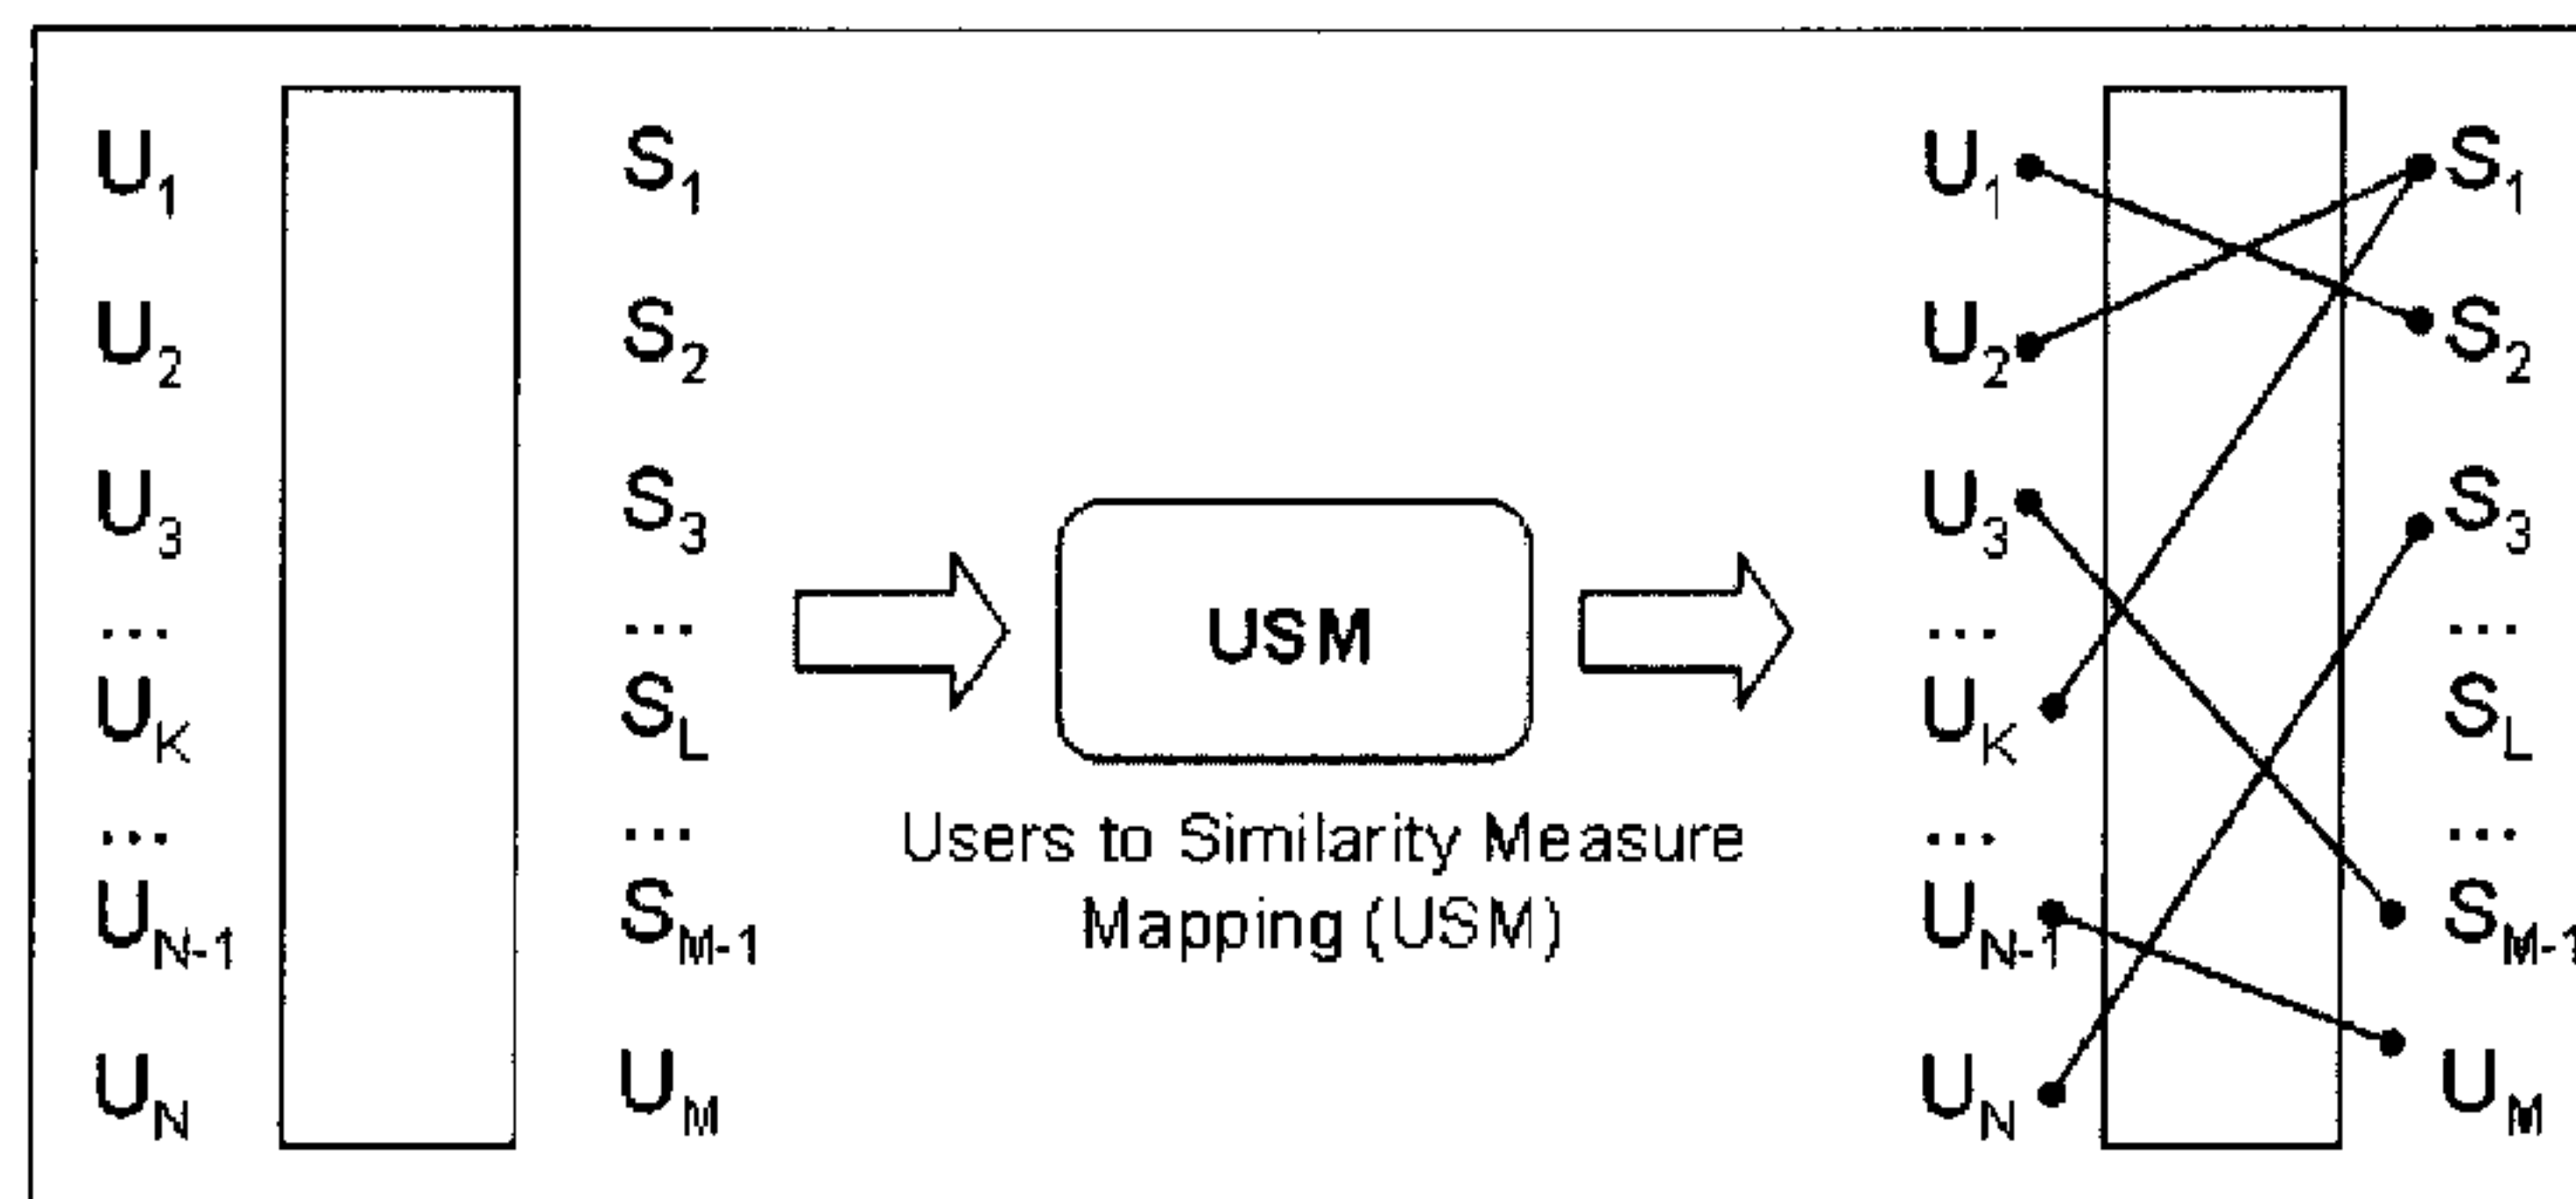 U1 S1
U2 S2
U3 S3
... ...
UK SL
... ...
UN-1 SM-1
UN UM
USM
Users to Similarity Measure
Mapping (USM)
U1 S1
U2 S2
U3 S3
... ...
UK SL
... ...
UN-1 SM-1
UN UM